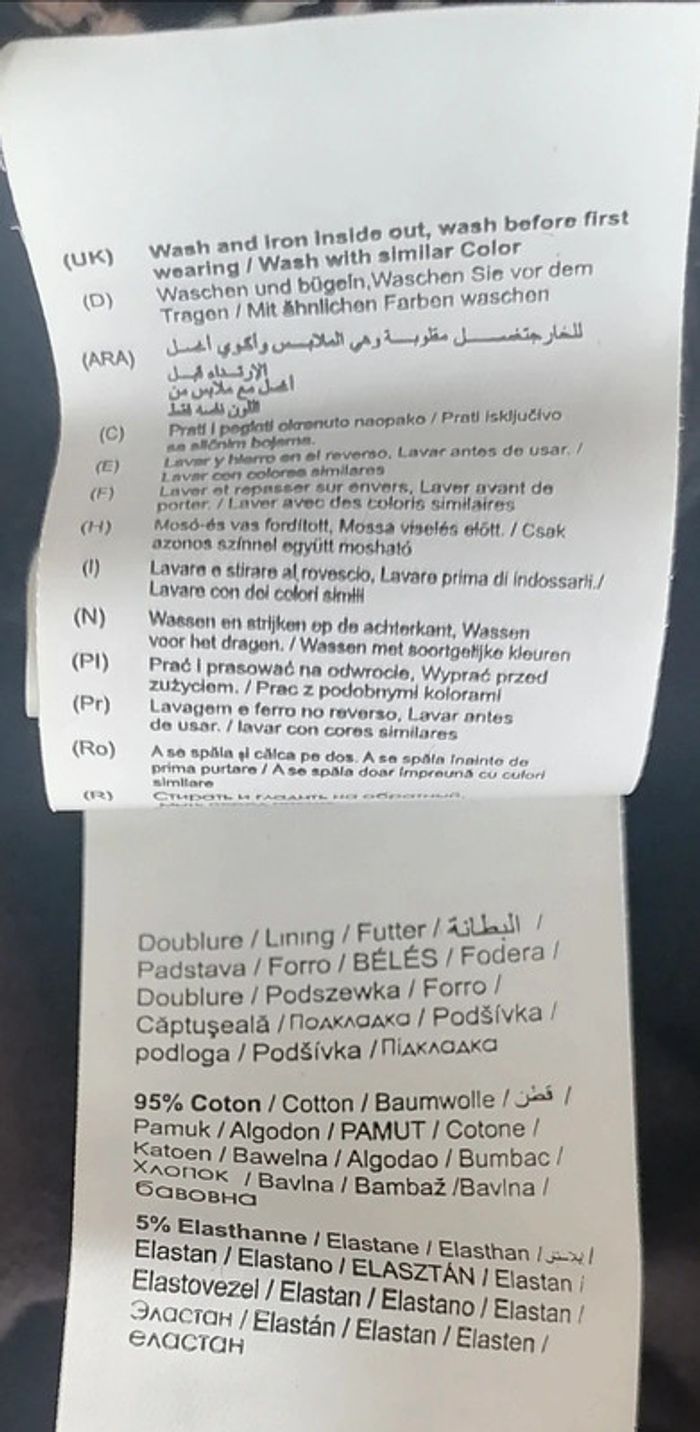 (UK) Wash and iron inside out, wash before first
wearing / Wash with similar Color
(D) Waschen und bügeln,Waschen Sie vor dem
Tragen / Mit ähnlichen Farben waschen
(ARA)
(C) Prati i peglati okrenuto naopako / Prati isključivo
se sličnim bojama.
(E) Lavar y hierro en el reverso, Lavar antes de usar. /
Lavar con colores similares
(F) Laver et repasser sur envers, Laver avant de
porter. / Laver avec des coloris similaires
(H) Mosó-és vas fordított, Mossa viselés előtt. / Csak
azonos színnel együtt mosható
(I) Lavare e stirare al rovescio, Lavare prima di indossarli./
Lavare con dei colori simili
(N) Wassen en strijken op de achterkant, Wassen
voor het dragen. / Wassen met soortgelijke kleuren
(Pl) Prać i prasować na odwrocie, Wyprać przed
zużyciem. / Prac z podobnymi kolorami
(Pr) Lavagem e ferro no reverso, Lavar antes
de usar. / lavar con cores similares
(Ro) A se spăla și călca pe dos. A se spăla înainte de
prima purtare / A se spăla doar împreună cu culori
similare
(R) Стирать и гладить на обратный,
Doublure / Lining / Futter / البطانة /
Padstava / Forro / BÉLÉS / Fodera /
Doublure / Podszewka / Forro /
Căptuşeală / Подкладка / Podšívka /
podloga / Podšívka / Підкладка
95% Coton / Cotton / Baumwolle / قطن /
Pamuk / Algodon / PAMUT / Cotone /
Katoen / Bawelna / Algodao / Bumbac /
Хлопок / Bavlna / Bambaž /Bavlna /
бавовна
5% Elasthanne / Elastane / Elasthan /
Elastan / Elastano / ELASZTÁN / Elastan /
Elastovezel / Elastan / Elastano / Elastan /
Эластан / Elastán / Elastan / Elasten /
еластан